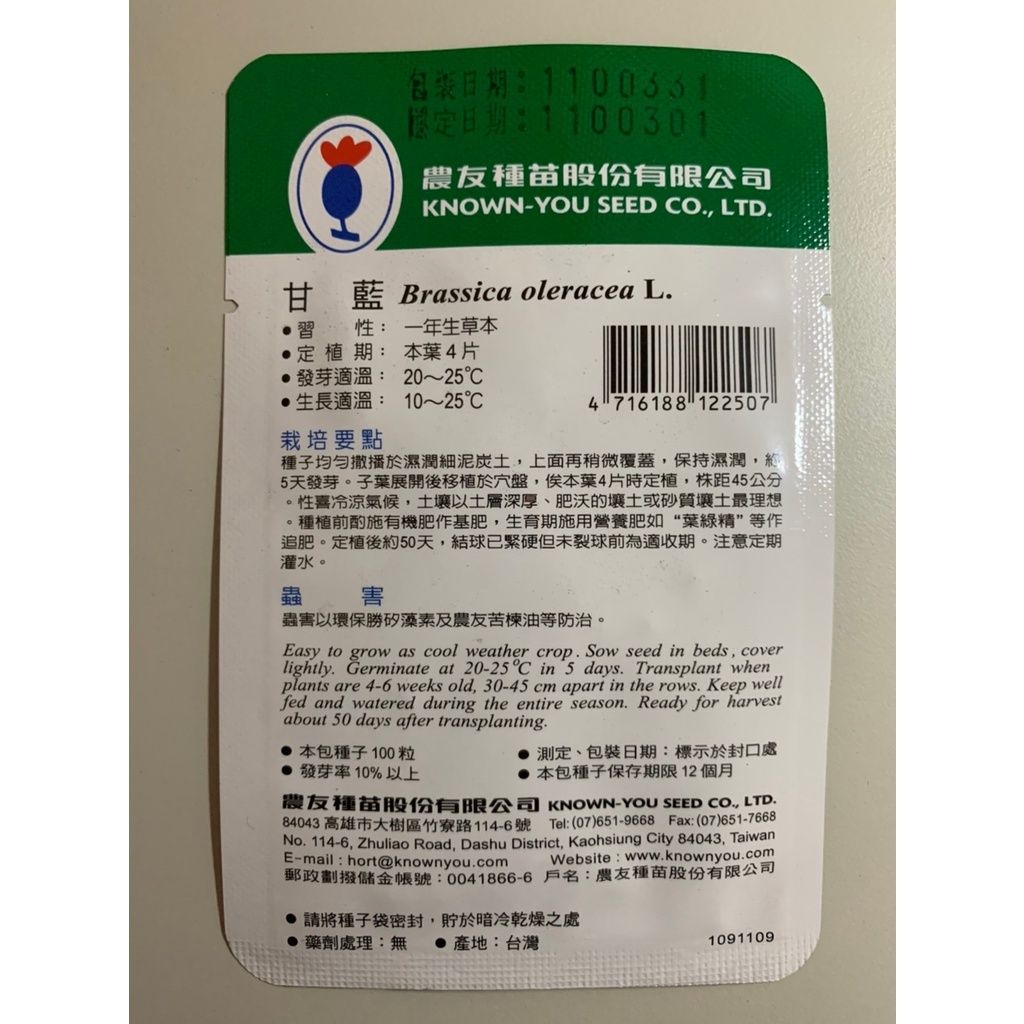 包裝日期：1100331
測定日期：1100301
農友種苗股份有限公司
KNOWN-YOU SEED CO., LTD.
甘 藍 Brassica oleracea L.
●習 性： 一年生草本
●定 植 期： 本葉4片
●發芽適溫： 20～25℃
●生長適溫： 10～25℃
4 716188 122507
栽培要點
種子均勻撒播於濕潤細泥炭土，上面再稍微覆蓋，保持濕潤，約
5天發芽。子葉展開後移植於穴盤，俟本葉4片時定植，株距45公分
。性喜冷涼氣候，土壤以土層深厚、肥沃的壤土或砂質壤土最理想
。種植前酌施有機肥作基肥，生育期施用營養肥如“葉綠精”等作
追肥。定植後約50天，結球已緊硬但未裂球前為適收期。注意定期
灌水。
蟲 害
蟲害以環保勝矽藻素及農友苦楝油等防治。
Easy to grow as cool weather crop. Sow seed in beds, cover
lightly. Germinate at 20-25℃ in 5 days. Transplant when
plants are 4-6 weeks old, 30-45 cm apart in the rows. Keep well
fed and watered during the entire season. Ready for harvest
about 50 days after transplanting.
●本包種子100粒 ●測定、包裝日期：標示於封口處
●發芽率10%以上 ●本包種子保存期限12個月
農友種苗股份有限公司 KNOWN-YOU SEED CO., LTD.
84043 高雄市大樹區竹寮路114-6號 Tel: (07)651-9668 Fax: (07)651-7668
No. 114-6, Zhuliao Road, Dashu District, Kaohsiung City 84043, Taiwan
E-mail : hort@knownyou.com Website : www.knownyou.com
郵政劃撥儲金帳號：0041866-6 戶名：農友種苗股份有限公司
●請將種子袋密封，貯於暗冷乾燥之處
●藥劑處理：無 ●產地：台灣 1091109